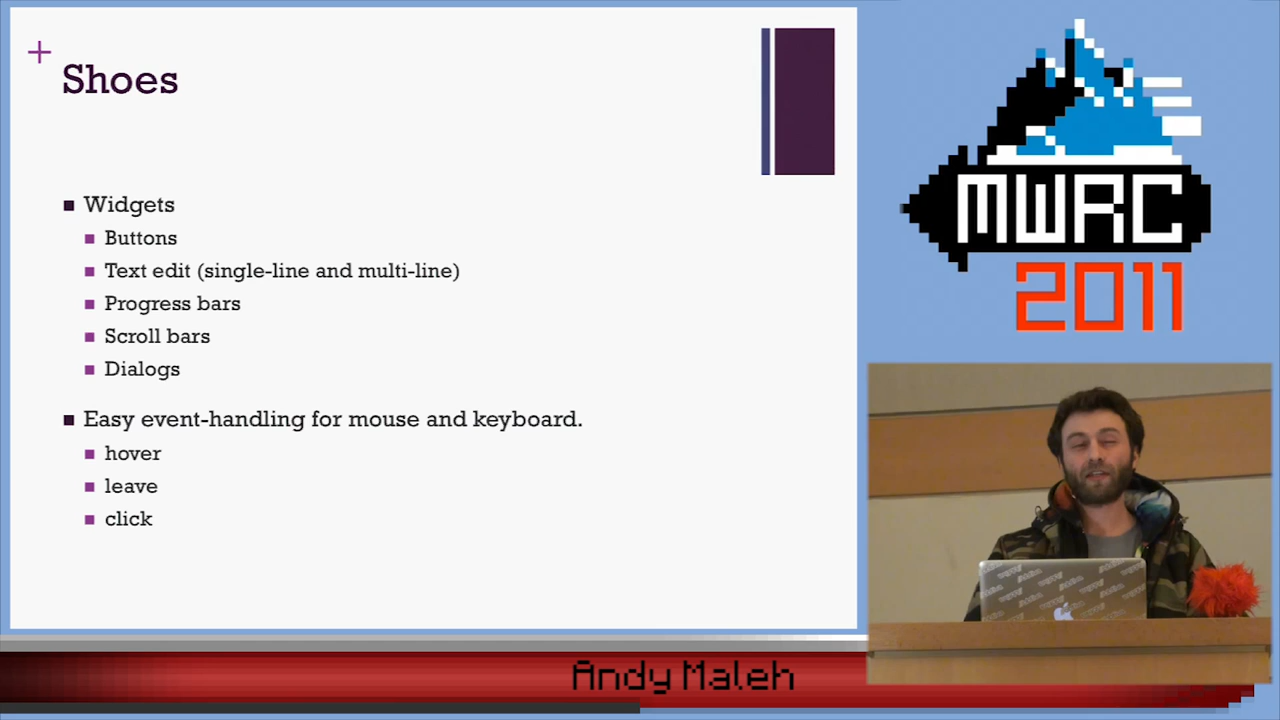 +
Shoes
Widgets
Buttons
Text edit (single-line and multi-line)
Progress bars
Scroll bars
Dialogs
Easy event-handling for mouse and keyboard.
hover
leave
click
MWRC
2011
Andy Maleh